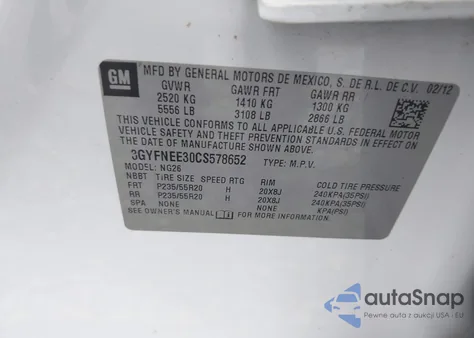 GM
MFD BY GENERAL MOTORS DE MEXICO, S. DE R.L. DE C.V. 02/12
GVWR GAWR FRT GAWR RR
2520 KG 1410 KG 1300 KG
5556 LB 3108 LB 2866 LB
THIS VEHICLE CONFORMS TO ALL APPLICABLE U.S. FEDERAL MOTOR
VEHICLE SAFETY, BUMPER, AND THEFT PREVENTION STANDARDS IN EFFECT ON
THE DATE OF MANUFACTURE SHOWN ABOVE.
3GYFNEE30CS578652 TYPE: M.P.V.
NBBT NG26
TIRE SIZE SPEED RTG RIM COLD TIRE PRESSURE
FRT P235/55R20 H 20X8J 240KPA(35PSI)
RR P235/55R20 H 20X8J 240KPA(35PSI)
SPA NONE NONE KPA(PSI)
SEE OWNER'S MANUAL FOR ADDITIONAL INFORMATION.
autoSnap
Pewne auta z aukcji USA - EU